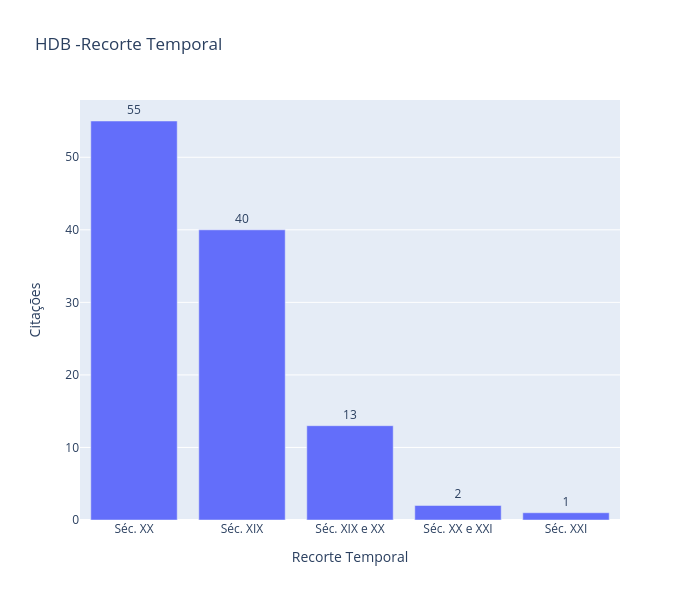 HDB -Recorte Temporal
55
40
13
2
1
50
40
30
20
10
0
Citações
Séc. XX
Séc. XIX
Séc. XIX e XX
Séc. XX e XXI
Séc. XXI
Recorte Temporal